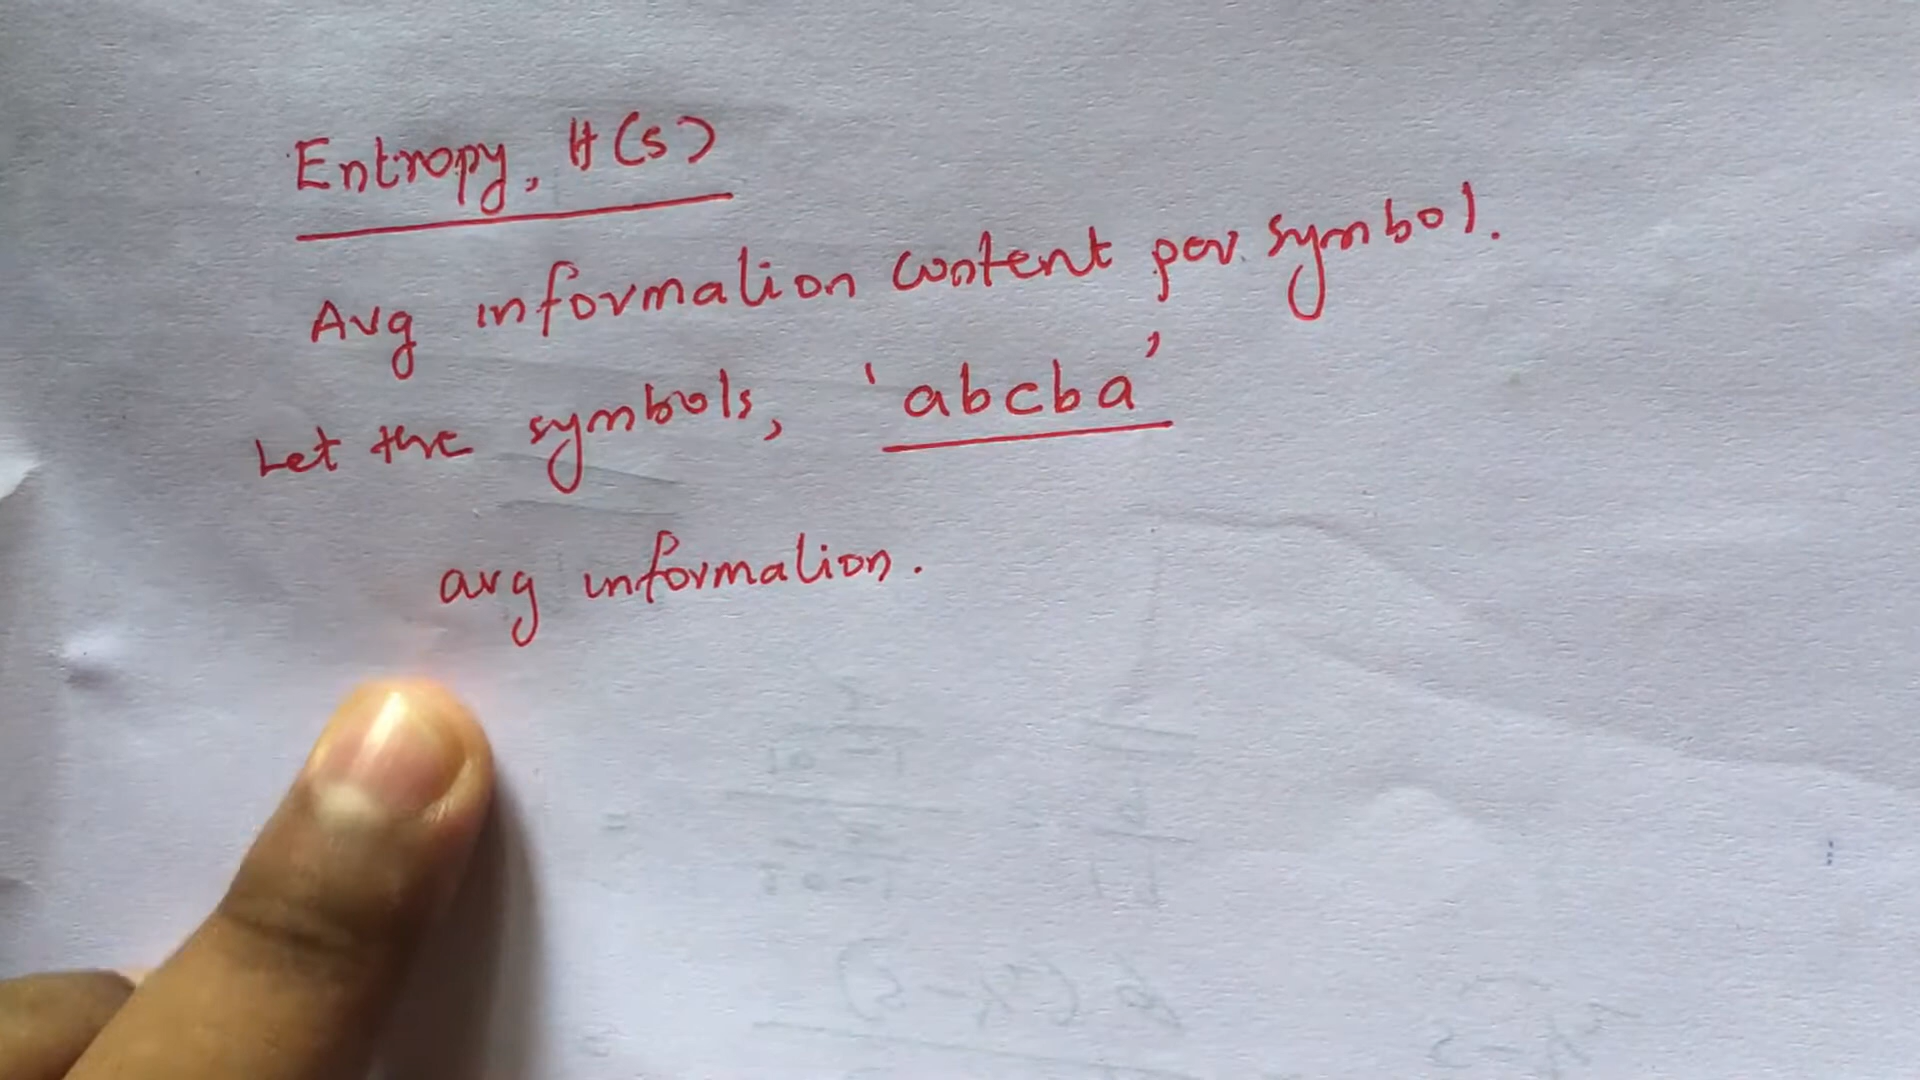 Entropy, H(s)
Avg information content per symbol.
Let the symbols, 'abcba'
avg information.